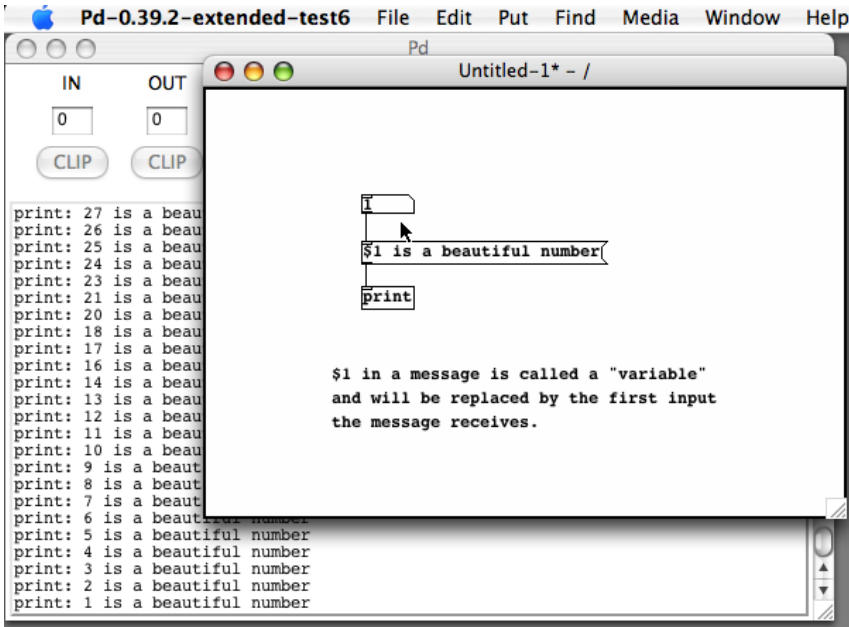 Pd-0.39.2-extended-test6 File Edit Put Find Media Window Help
Pd
Untitled-1* - /
IN OUT
0 0
CLIP CLIP
1
$1 is a beautiful number
print
$1 in a message is called a "variable"
and will be replaced by the first input
the message receives.
print: 27 is a beau
print: 26 is a beau
print: 25 is a beau
print: 24 is a beau
print: 23 is a beau
print: 21 is a beau
print: 20 is a beau
print: 18 is a beau
print: 17 is a beau
print: 16 is a beau
print: 14 is a beau
print: 13 is a beau
print: 12 is a beau
print: 11 is a beau
print: 10 is a beau
print: 9 is a beaut
print: 8 is a beaut
print: 7 is a beaut
print: 6 is a beautiful number
print: 5 is a beautiful number
print: 4 is a beautiful number
print: 3 is a beautiful number
print: 2 is a beautiful number
print: 1 is a beautiful number